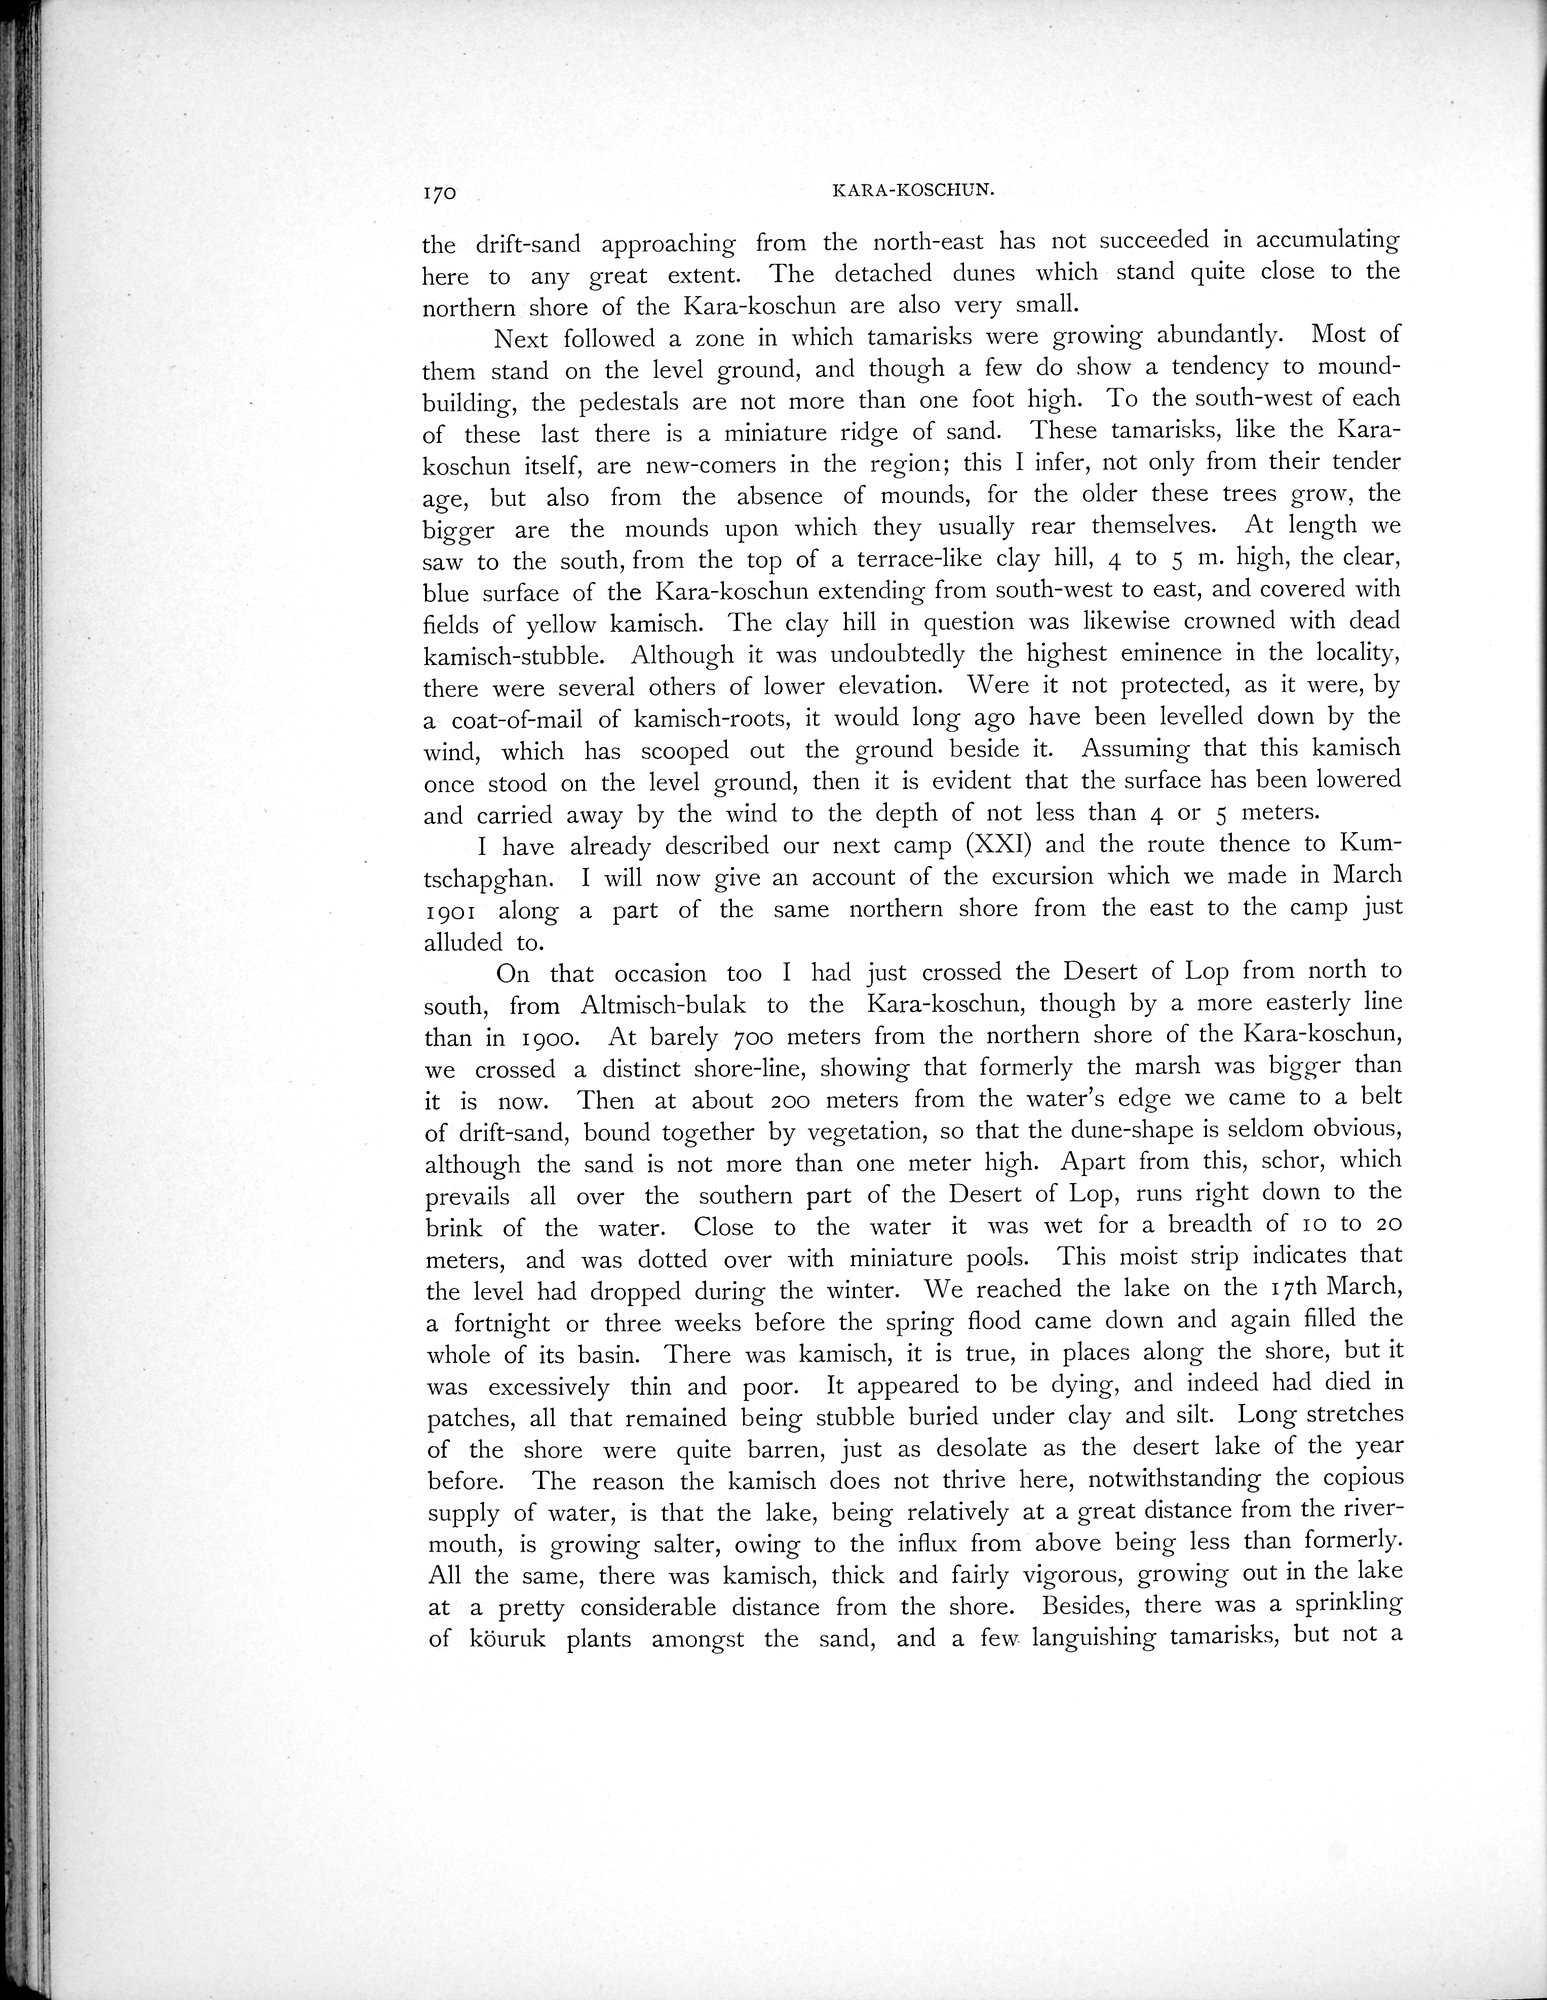 170 KARA-KOSCHUN.
the drift-sand approaching from the north-east has not succeeded in accumulating
here to any great extent. The detached dunes which stand quite close to the
northern shore of the Kara-koschun are also very small.
Next followed a zone in which tamarisks were growing abundantly. Most of
them stand on the level ground, and though a few do show a tendency to mound-
building, the pedestals are not more than one foot high. To the south-west of each
of these last there is a miniature ridge of sand. These tamarisks, like the Kara-
koschun itself, are new-comers in the region; this I infer, not only from their tender
age, but also from the absence of mounds, for the older these trees grow, the
bigger are the mounds upon which they usually rear themselves. At length we
saw to the south, from the top of a terrace-like clay hill, 4 to 5 m. high, the clear,
blue surface of the Kara-koschun extending from south-west to east, and covered with
fields of yellow kamisch. The clay hill in question was likewise crowned with dead
kamisch-stubble. Although it was undoubtedly the highest eminence in the locality,
there were several others of lower elevation. Were it not protected, as it were, by
a coat-of-mail of kamisch-roots, it would long ago have been levelled down by the
wind, which has scooped out the ground beside it. Assuming that this kamisch
once stood on the level ground, then it is evident that the surface has been lowered
and carried away by the wind to the depth of not less than 4 or 5 meters.
I have already described our next camp (XXI) and the route thence to Kum-
tschapghan. I will now give an account of the excursion which we made in March
1901 along a part of the same northern shore from the east to the camp just
alluded to.
On that occasion too I had just crossed the Desert of Lop from north to
south, from Altmisch-bulak to the Kara-koschun, though by a more easterly line
than in 1900. At barely 700 meters from the northern shore of the Kara-koschun,
we crossed a distinct shore-line, showing that formerly the marsh was bigger than
it is now. Then at about 200 meters from the water's edge we came to a belt
of drift-sand, bound together by vegetation, so that the dune-shape is seldom obvious,
although the sand is not more than one meter high. Apart from this, schor, which
prevails all over the southern part of the Desert of Lop, runs right down to the
brink of the water. Close to the water it was wet for a breadth of 10 to 20
meters, and was dotted over with miniature pools. This moist strip indicates that
the level had dropped during the winter. We reached the lake on the 17th March,
a fortnight or three weeks before the spring flood came down and again filled the
whole of its basin. There was kamisch, it is true, in places along the shore, but it
was excessively thin and poor. It appeared to be dying, and indeed had died in
patches, all that remained being stubble buried under clay and silt. Long stretches
of the shore were quite barren, just as desolate as the desert lake of the year
before. The reason the kamisch does not thrive here, notwithstanding the copious
supply of water, is that the lake, being relatively at a great distance from the river-
mouth, is growing salter, owing to the influx from above being less than formerly.
All the same, there was kamisch, thick and fairly vigorous, growing out in the lake
at a pretty considerable distance from the shore. Besides, there was a sprinkling
of köuruk plants amongst the sand, and a few languishing tamarisks, but not a